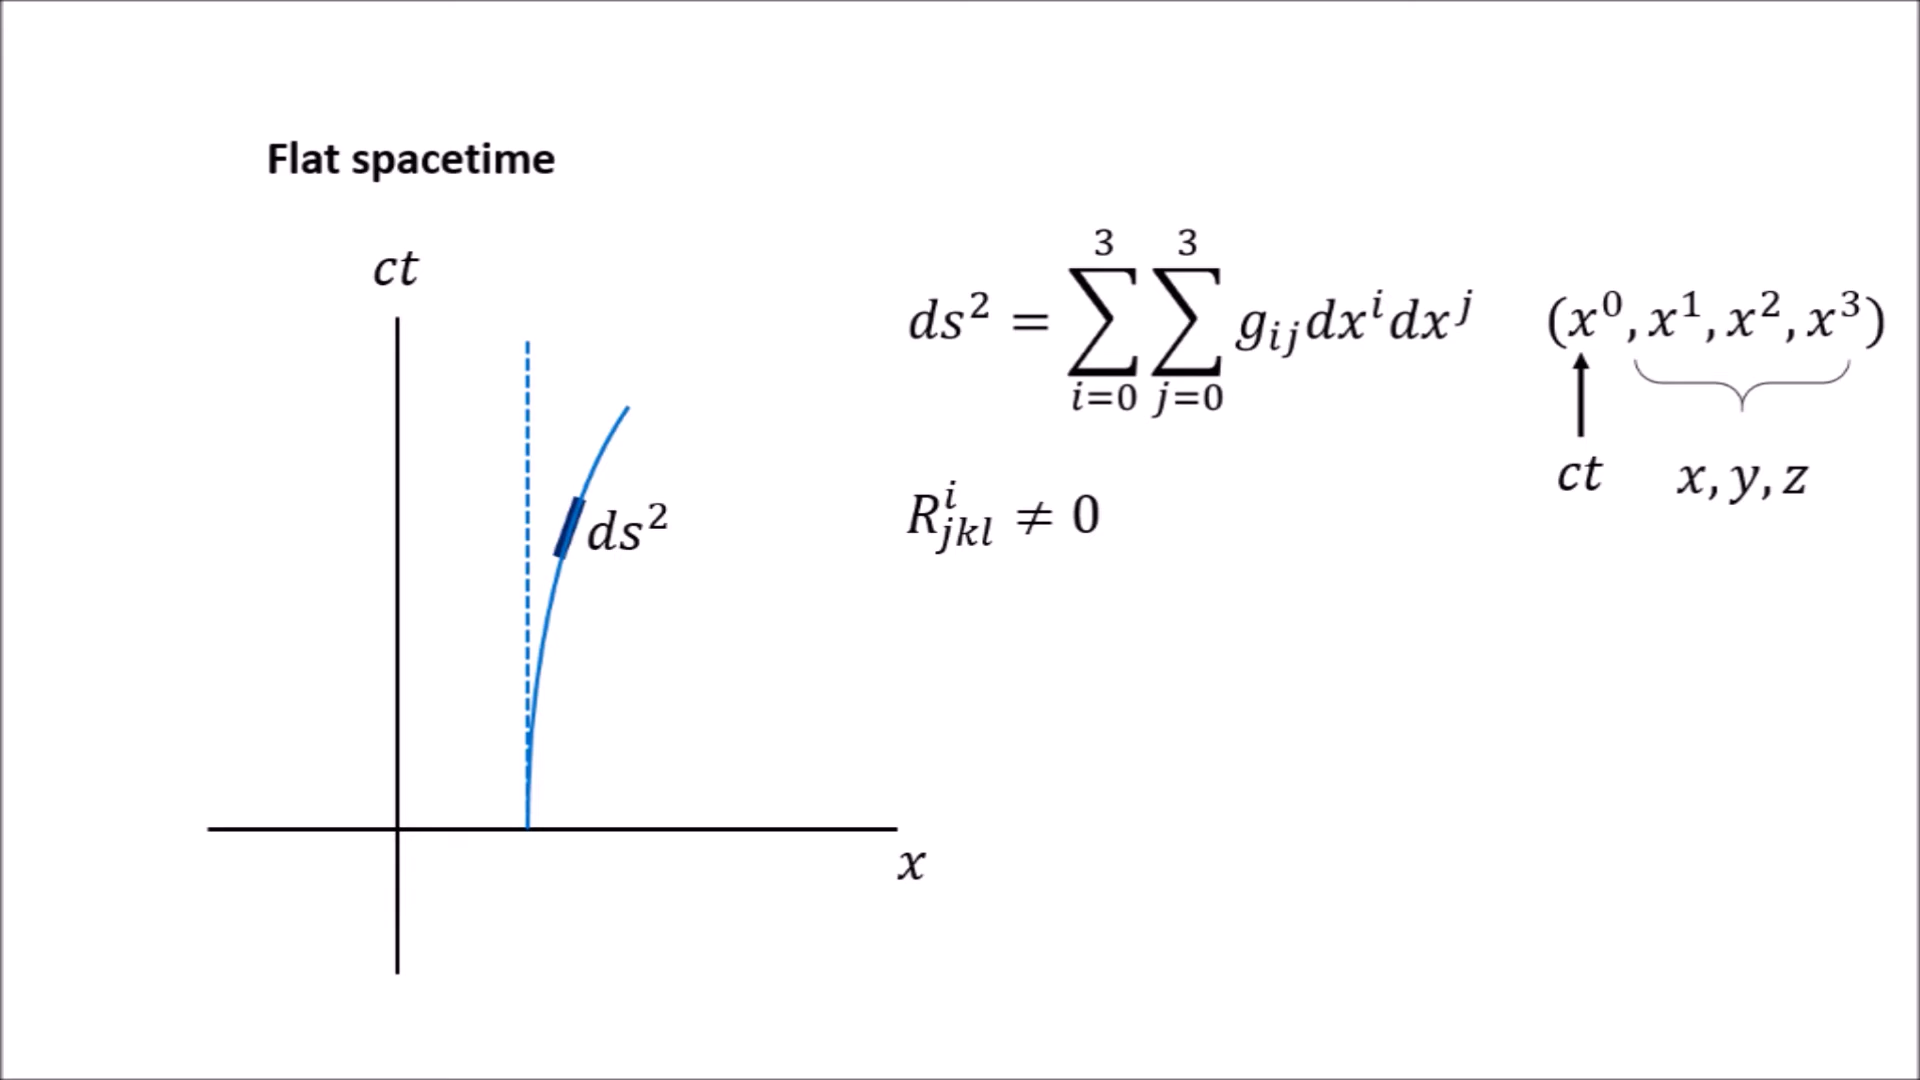 Flat spacetime
ct
ds² = ∑_{i=0}^{3} ∑_{j=0}^{3} g_{ij}dx^{i}dx^{j} (x⁰, x¹, x², x³)
ct x, y, z
ds²
R^{i}_{jkl} ≠ 0
x